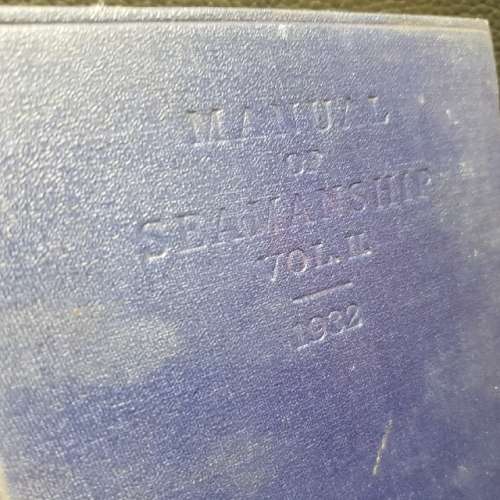 MANUAL
OF
SEAMANSHIP
VOL. II
1932